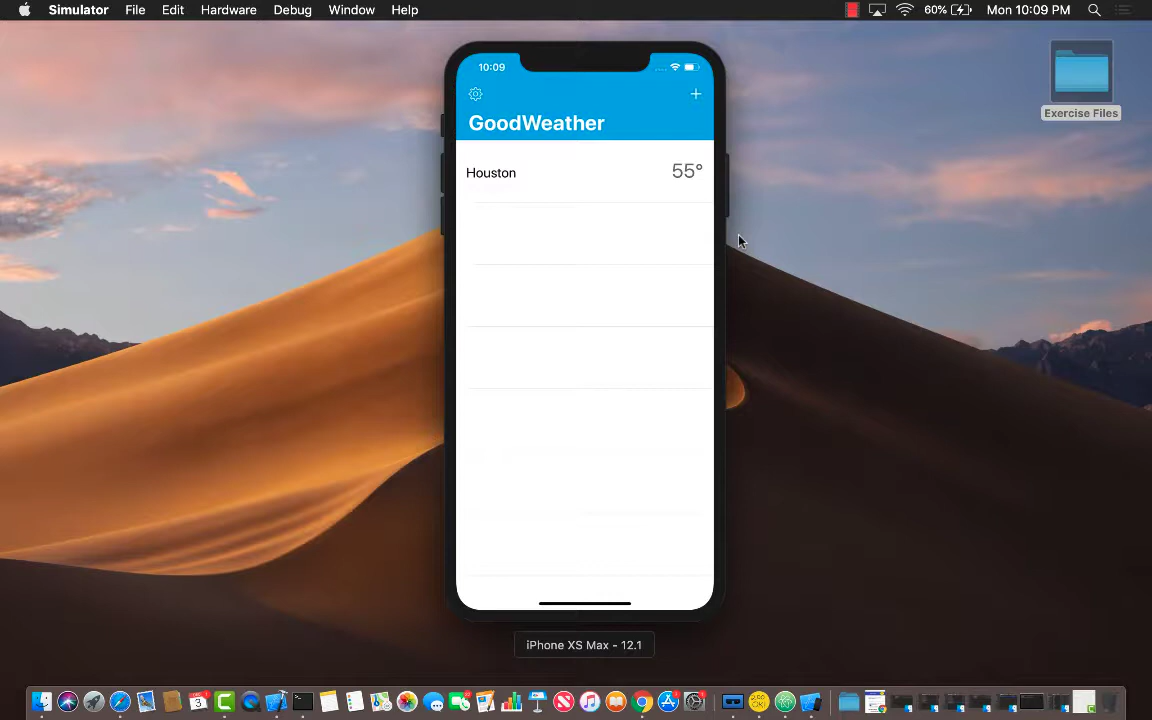 Simulator File Edit Hardware Debug Window Help 60% Mon 10:09 PM
10:09
GoodWeather
Houston 55°
Exercise Files
iPhone XS Max - 12.1